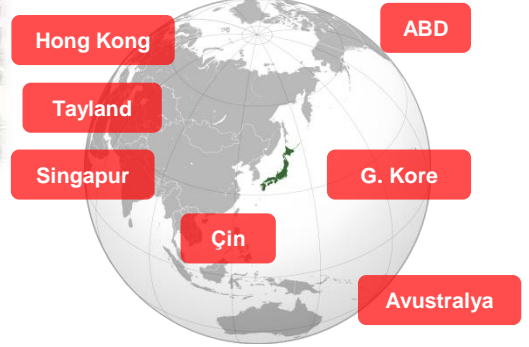 ABD
Hong Kong
Tayland
Singapur
G. Kore
Çin
Avustralya